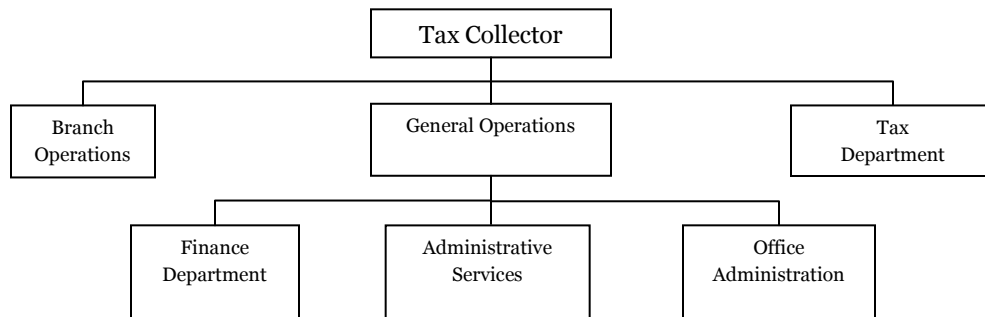 Tax Collector
Branch
Operations
General Operations
Tax
Department
Finance
Department
Administrative
Services
Office
Administration